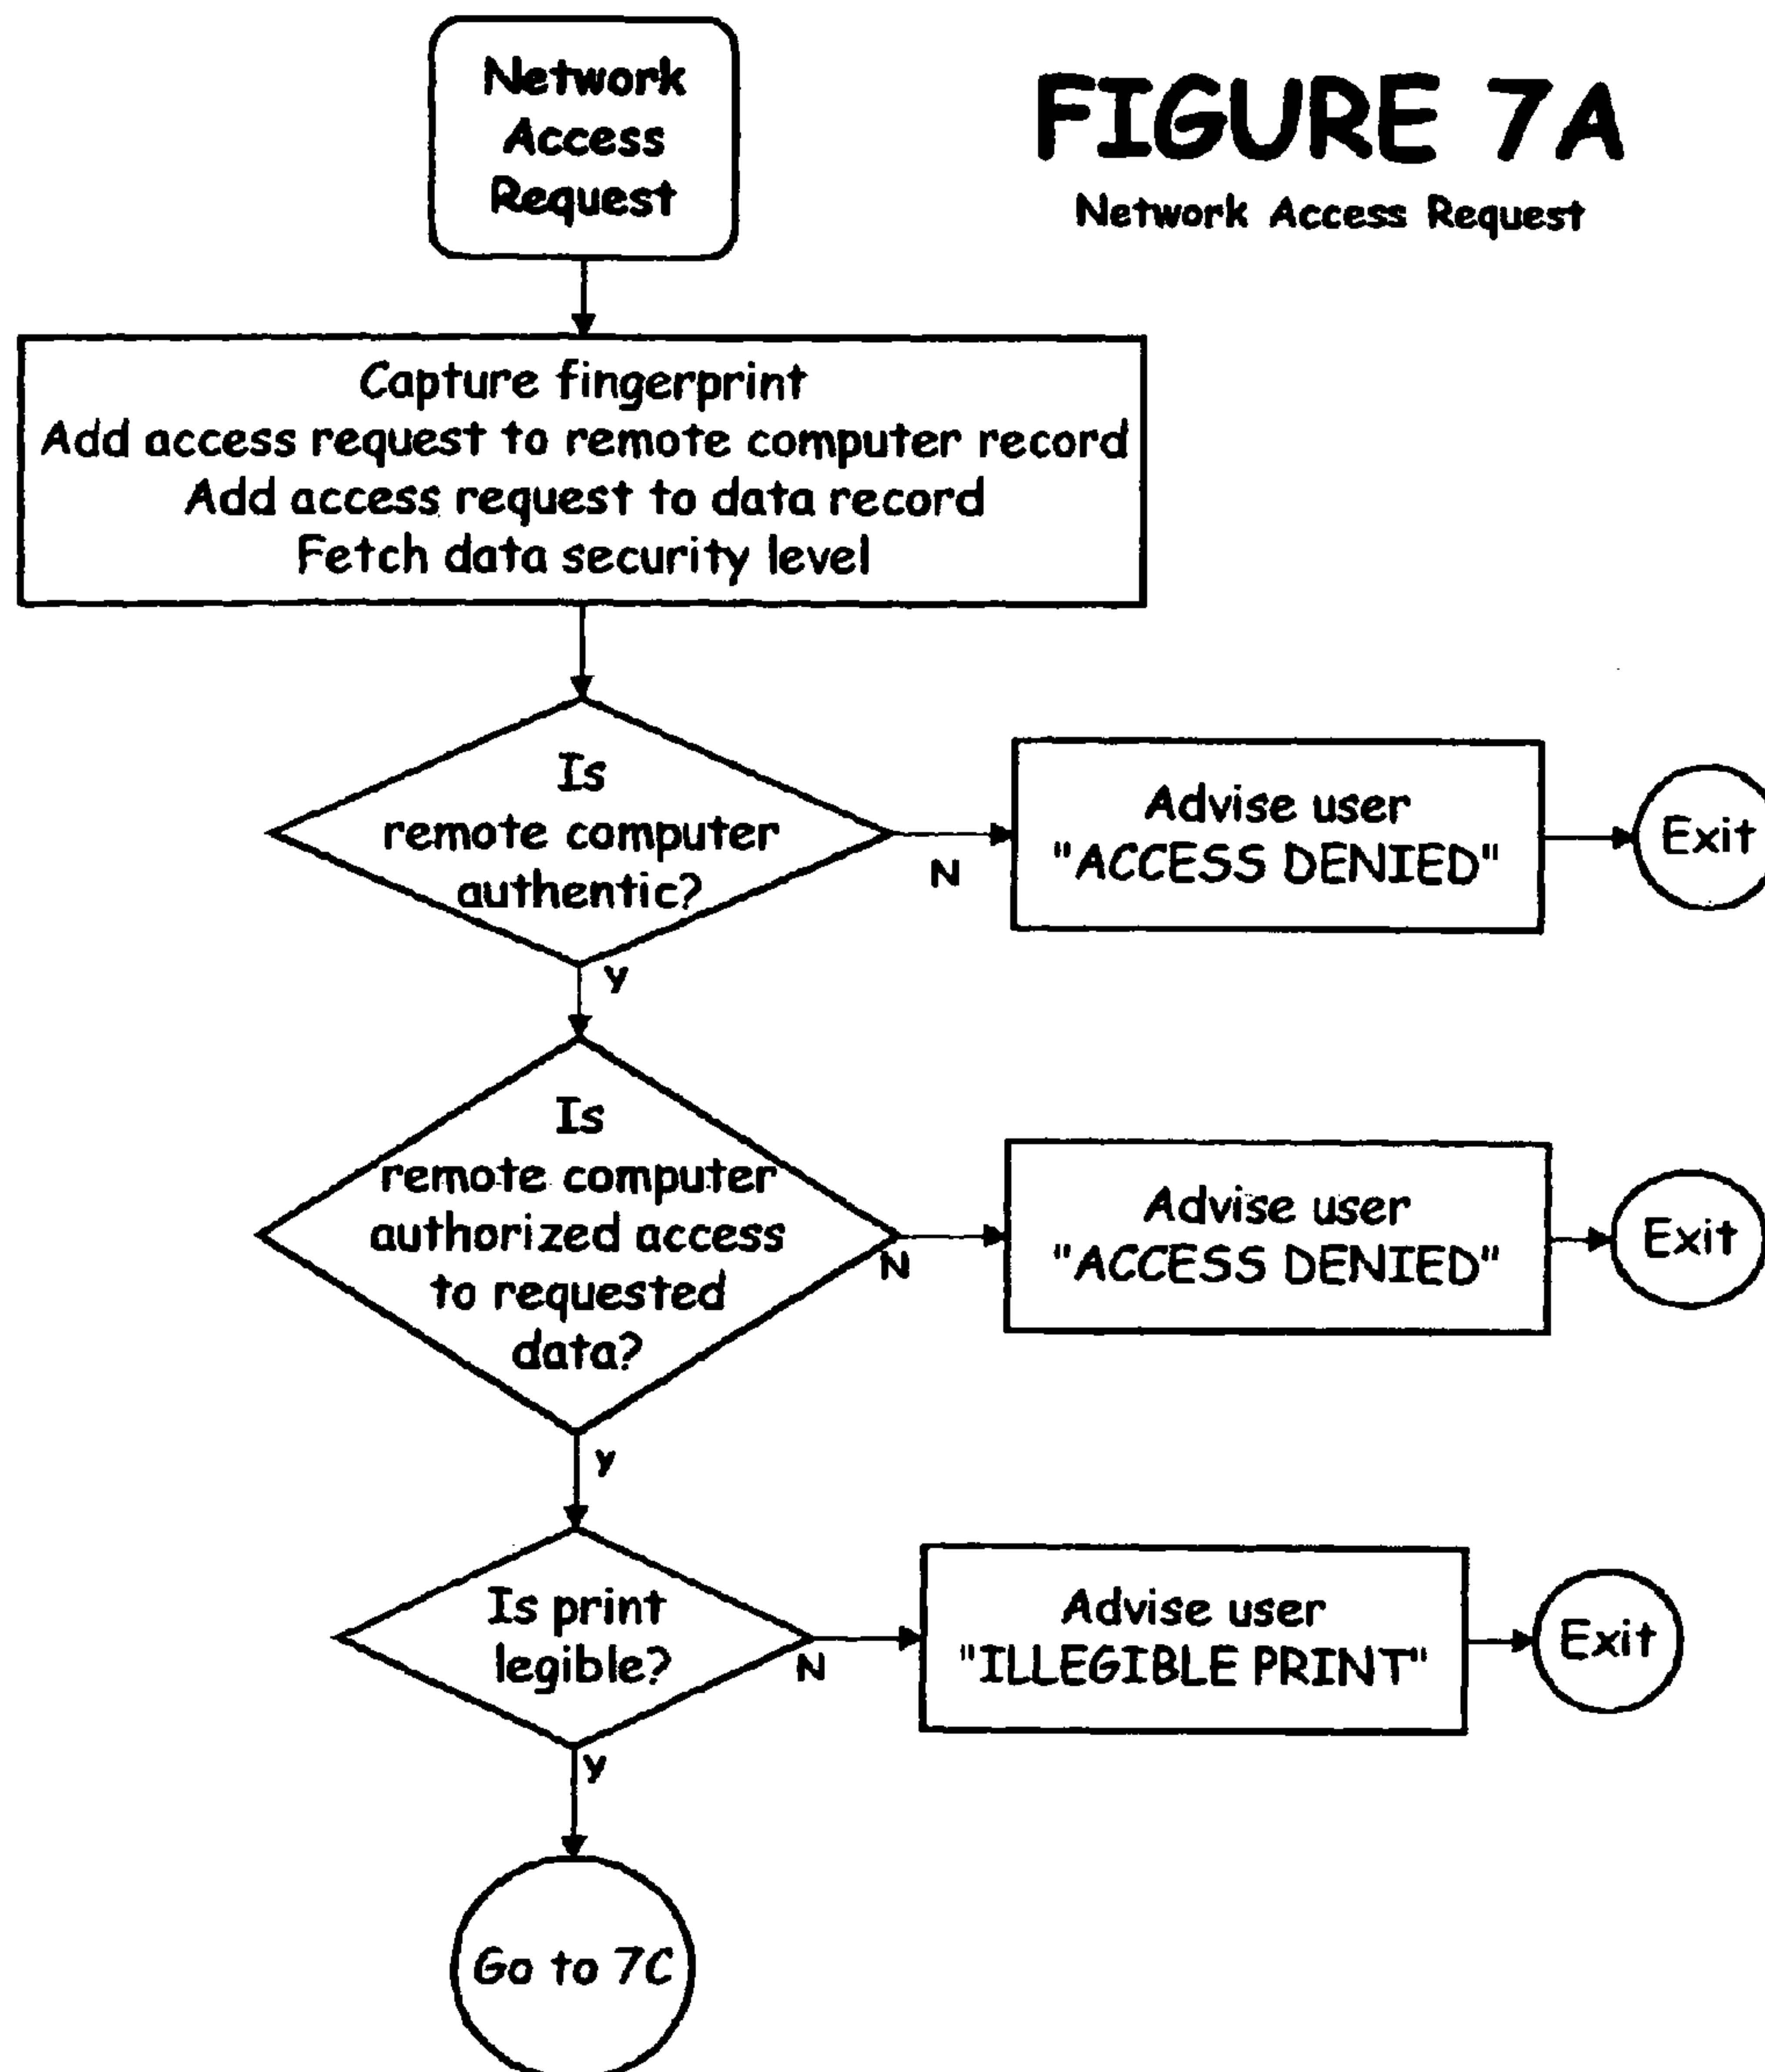 Network
Access
Request
FIGURE 7A
Network Access Request
Capture fingerprint
Add access request to remote computer record
Add access request to data record
Fetch data security level
Is
remote computer
authentic?
N
Advise user
"ACCESS DENIED"
Exit
y
Is
remote computer
authorized access
to requested
data?
N
Advise user
"ACCESS DENIED"
Exit
y
Is print
legible?
N
Advise user
"ILLEGIBLE PRINT"
Exit
y
Go to 7C